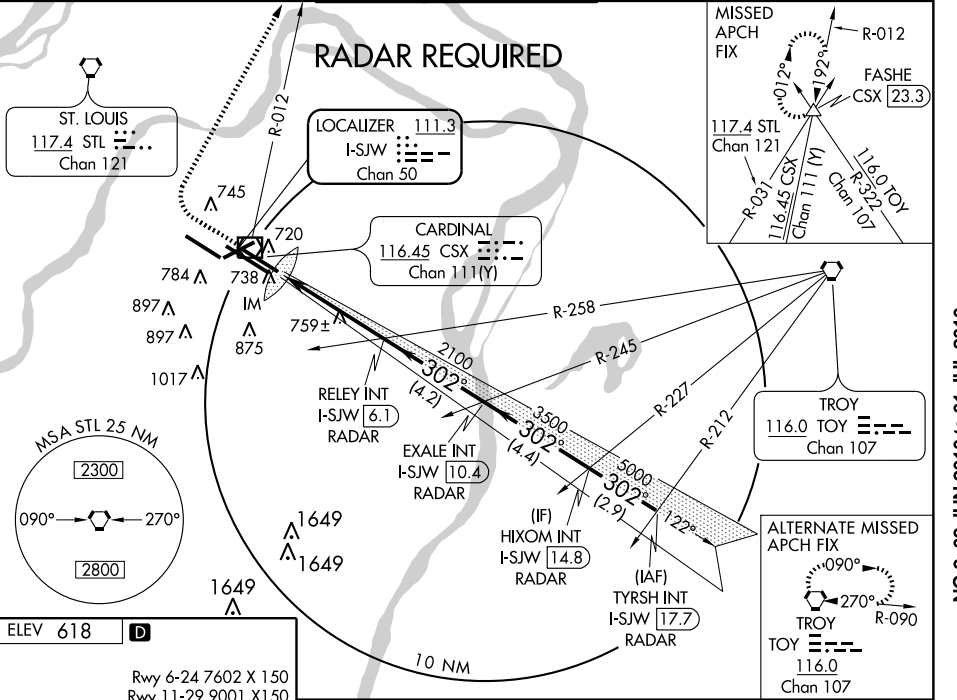 RADAR REQUIRED
ST. LOUIS
117.4 STL
Chan 121
R-012
LOCALIZER 111.3
I-SJW
Chan 50
MISSED
APCH
FIX
R-012
012°
192°
FASHE
CSX 23.3
117.4 STL
Chan 121
R-031
116.45 CSX
Chan 111 (Y)
116.0 TOY
R-322
Chan 107
745
720
CARDINAL
116.45 CSX
Chan 111(Y)
784
738
IM
897
897
875
759±
1017
R-258
R-245
R-227
R-212
2100
302°
(4.2)
3500
302°
(4.4)
5000
302°
(2.9)
122°
RELEY INT
I-SJW 6.1
RADAR
EXALE INT
I-SJW 10.4
RADAR
(IF)
HIXOM INT
I-SJW 14.8
RADAR
(IAF)
TYRSH INT
I-SJW 17.7
RADAR
TROY
116.0 TOY
Chan 107
MSA STL 25 NM
2300
090°
270°
2800
1649
1649
1649
10 NM
ALTERNATE MISSED
APCH FIX
090°
270°
R-090
TROY
TOY
116.0
Chan 107
ELEV 618 D
Rwy 6-24 7602 X 150
Rwy 11-29 9001 X150